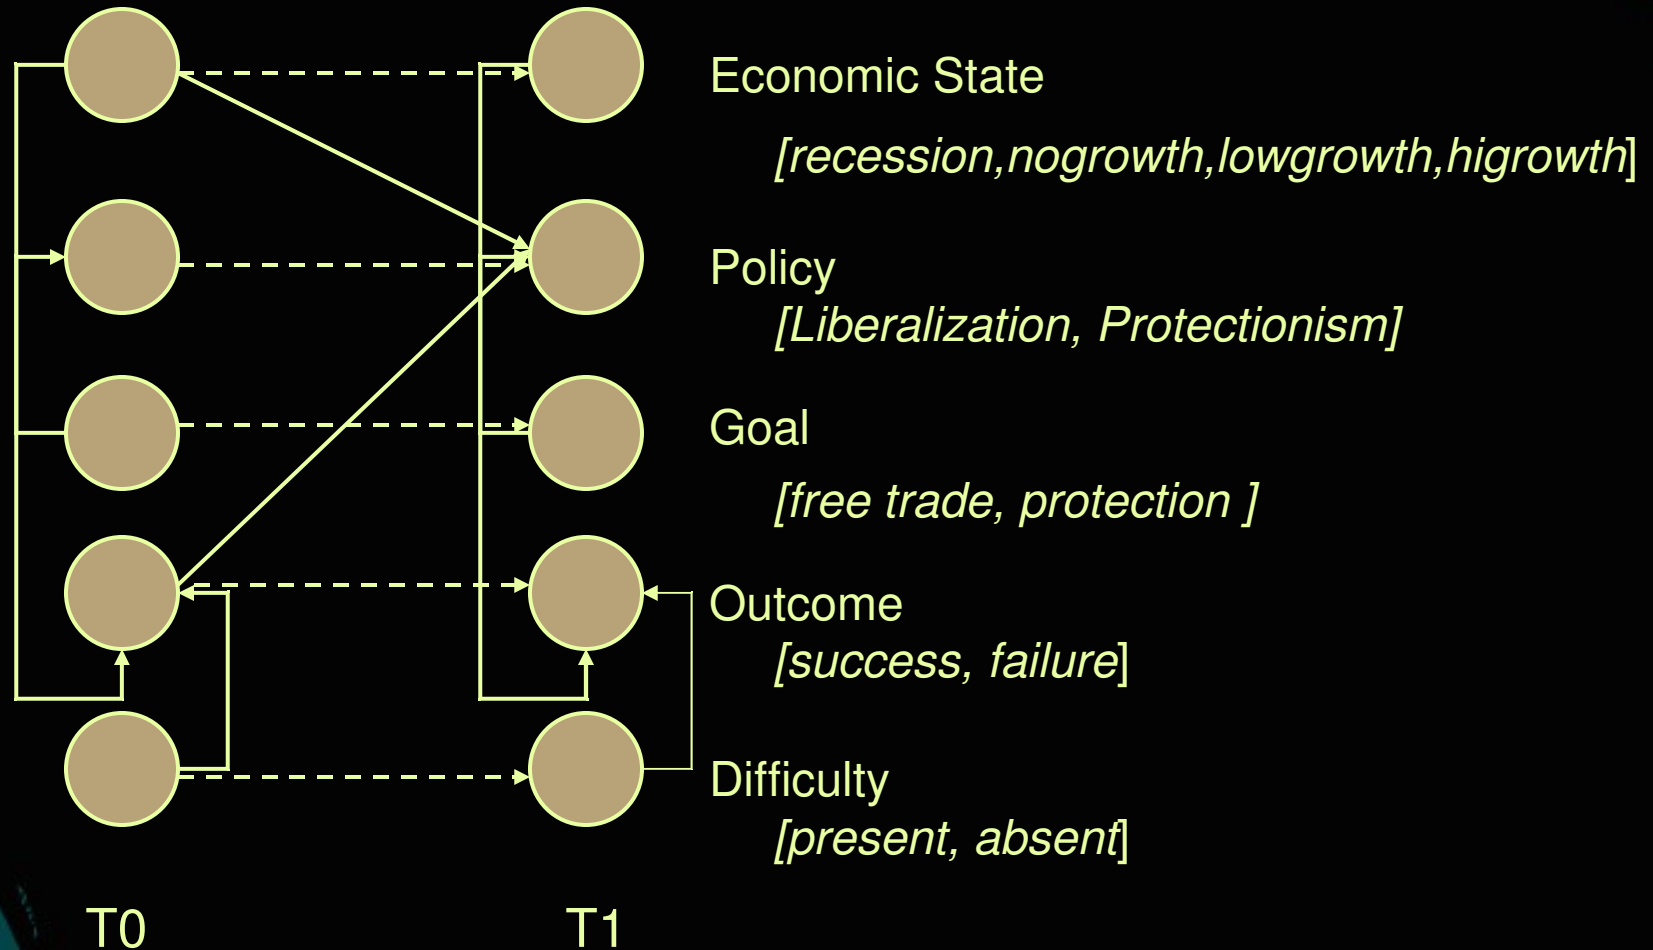 Economic State
[recession,nogrowth,lowgrowth,higrowth]
Policy
[Liberalization, Protectionism]
Goal
[free trade, protection ]
Outcome
[success, failure]
Difficulty
[present, absent]
T0
T1